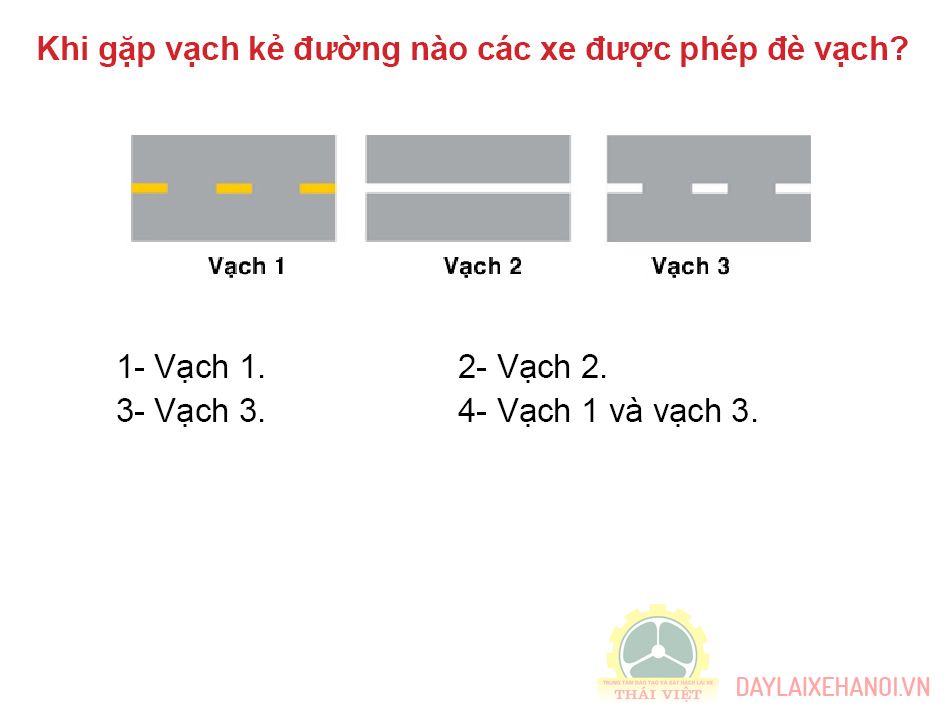 Khi gặp vạch kẻ đường nào các xe được phép đè vạch?
Vạch 1 Vạch 2 Vạch 3
1- Vạch 1. 2- Vạch 2.
3- Vạch 3. 4- Vạch 1 và vạch 3.
TRUNG TÂM ĐÀO TẠO VÀ SÁT HẠCH LÁI XE
THÁI VIỆT
DAYLAIXEHANOI.VN